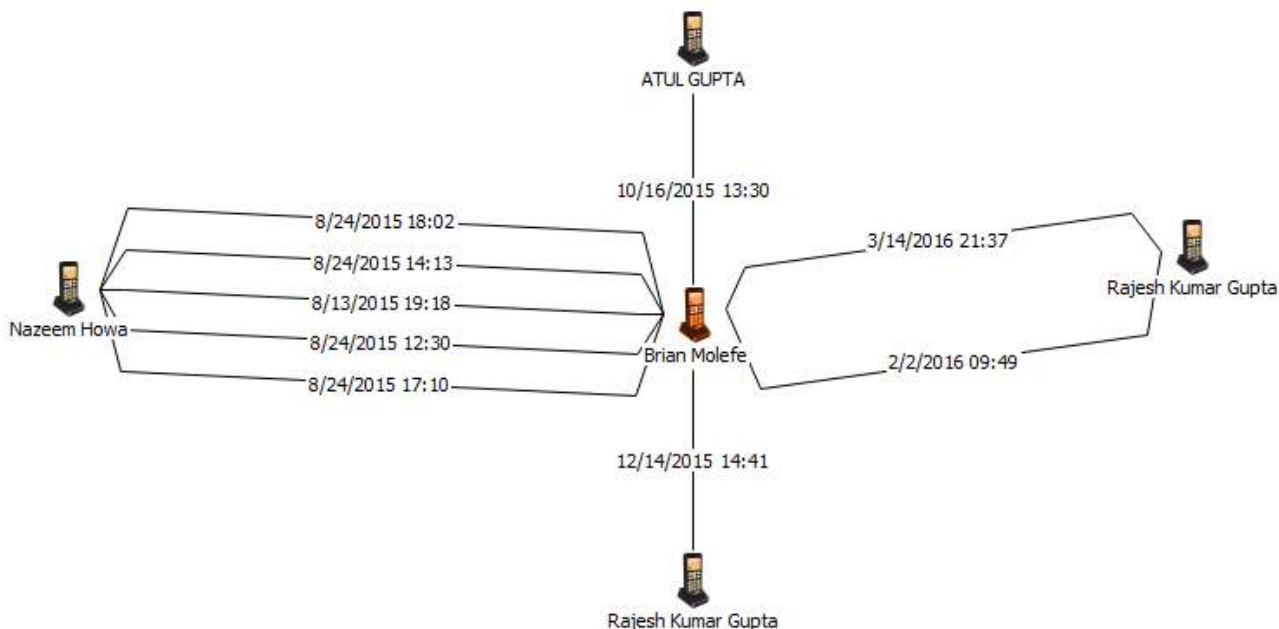 ATUL GUPTA
10/16/2015 13:30
8/24/2015 18:02
3/14/2016 21:37
8/24/2015 14:13
Rajesh Kumar Gupta
8/13/2015 19:18
Nazeem Howa
8/24/2015 12:30
Brian Molefe
2/2/2016 09:49
8/24/2015 17:10
12/14/2015 14:41
Rajesh Kumar Gupta